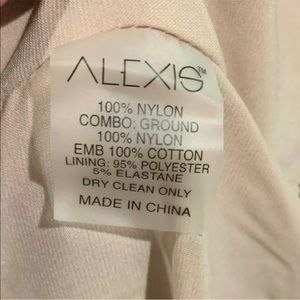 ALEXIS™
100% NYLON
COMBO: GROUND
100% NYLON
EMB 100% COTTON
LINING: 95% POLYESTER
5% ELASTANE
DRY CLEAN ONLY
MADE IN CHINA